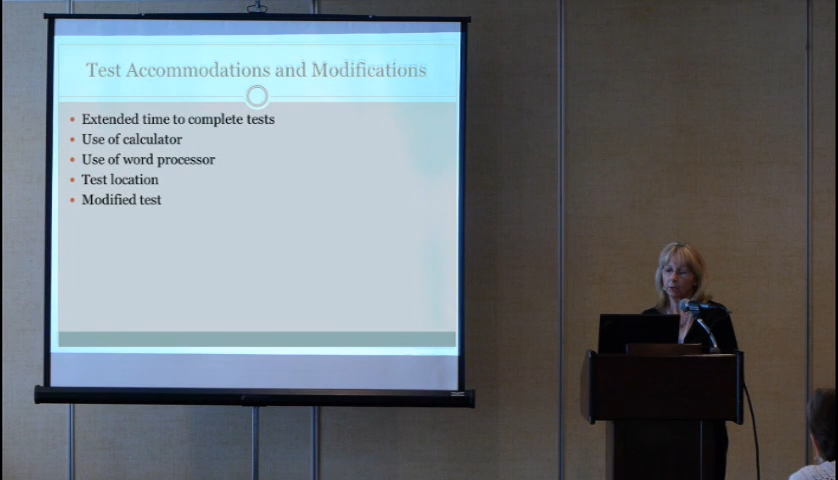 Test Accommodations and Modifications
• Extended time to complete tests
• Use of calculator
• Use of word processor
• Test location
• Modified test